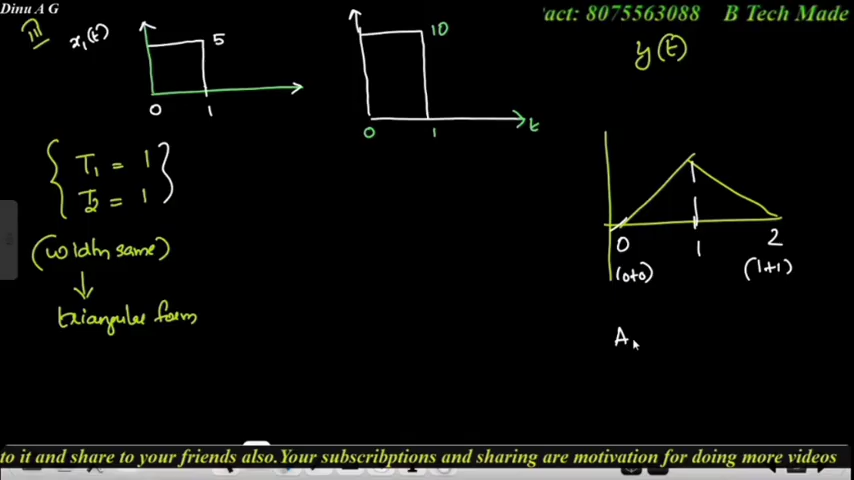 Dinu A G
act: 8075563088 B Tech Made
III
x₁(t)
5
0 1
10
0 1 t
{ T₁ = 1 }
T₂ = 1
(width same)
↓
triangular form
y(t)
0 1 2
(0+0) (1+1)
A
to it and share to your friends also.Your subscribptions and sharing are motivation for doing more videos